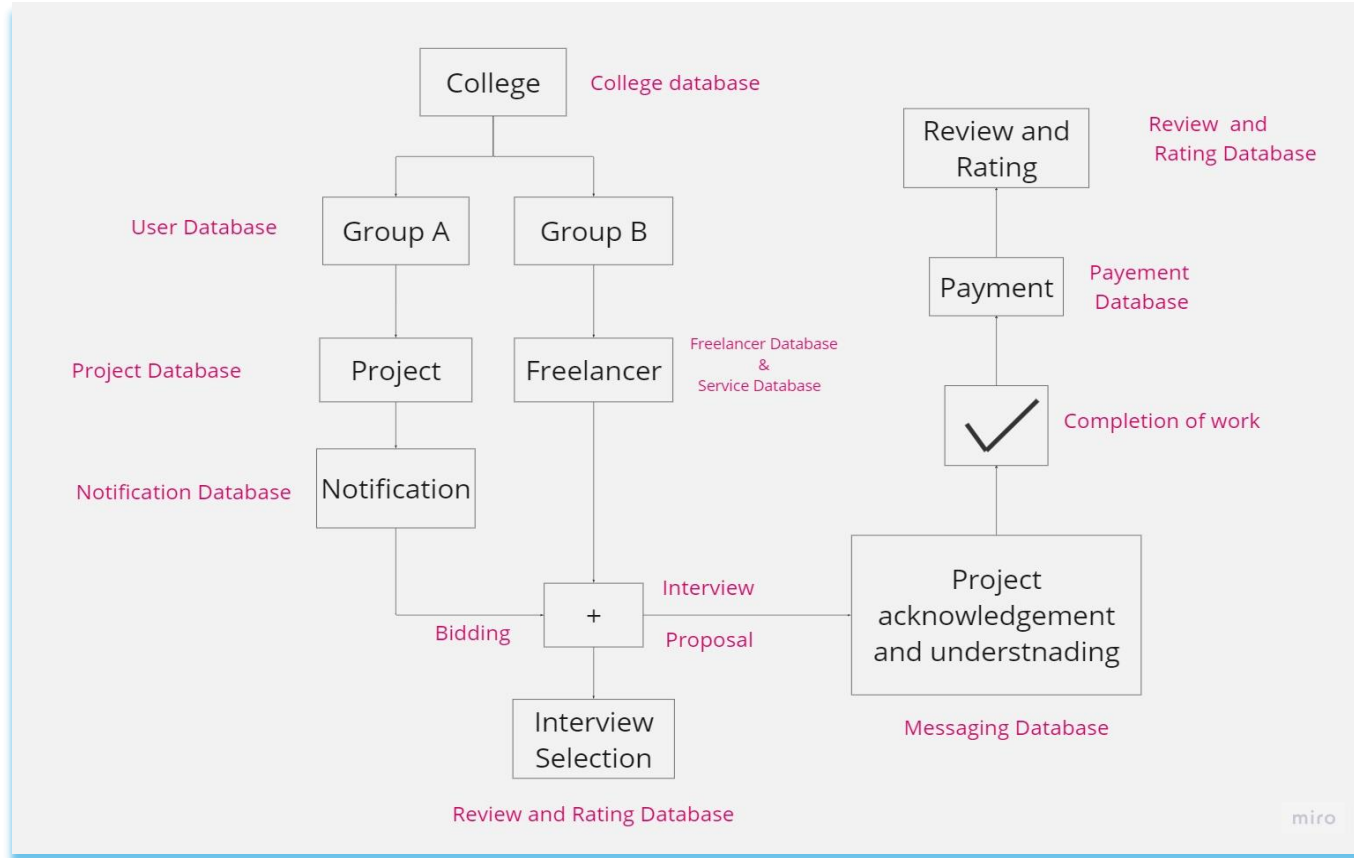 College
College database
Review and
Rating
Review and
Rating Database
User Database
Group A
Group B
Payment
Payement
Database
Project Database
Project
Freelancer
Freelancer Database
&
Service Database
Completion of work
Notification Database
Notification
Bidding
+
Interview
Proposal
Project
acknowledgement
and understnading
Interview
Selection
Messaging Database
Review and Rating Database
miro